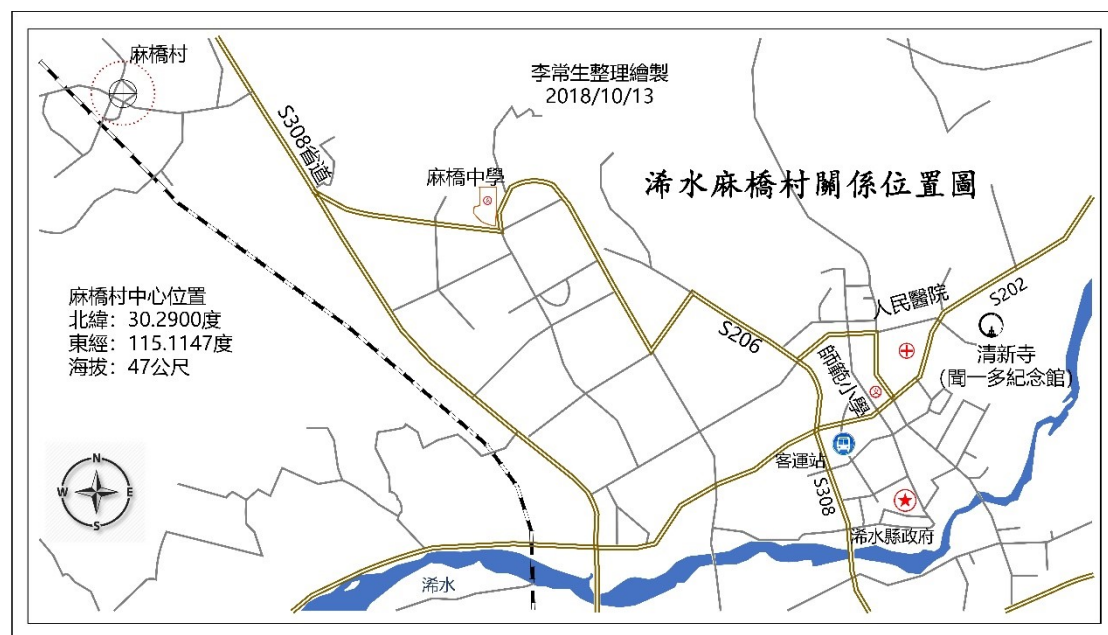 麻橋村
李常生整理繪製
2018/10/13
S308省道
麻橋中學
浠水麻橋村關係位置圖
麻橋村中心位置
北緯：30.2900度
東經：115.1147度
海拔：47公尺
人民醫院
S202
S206
師範小學
清新寺
(聞一多紀念館)
客運站
S308
浠水縣政府
浠水
N
W
E
S